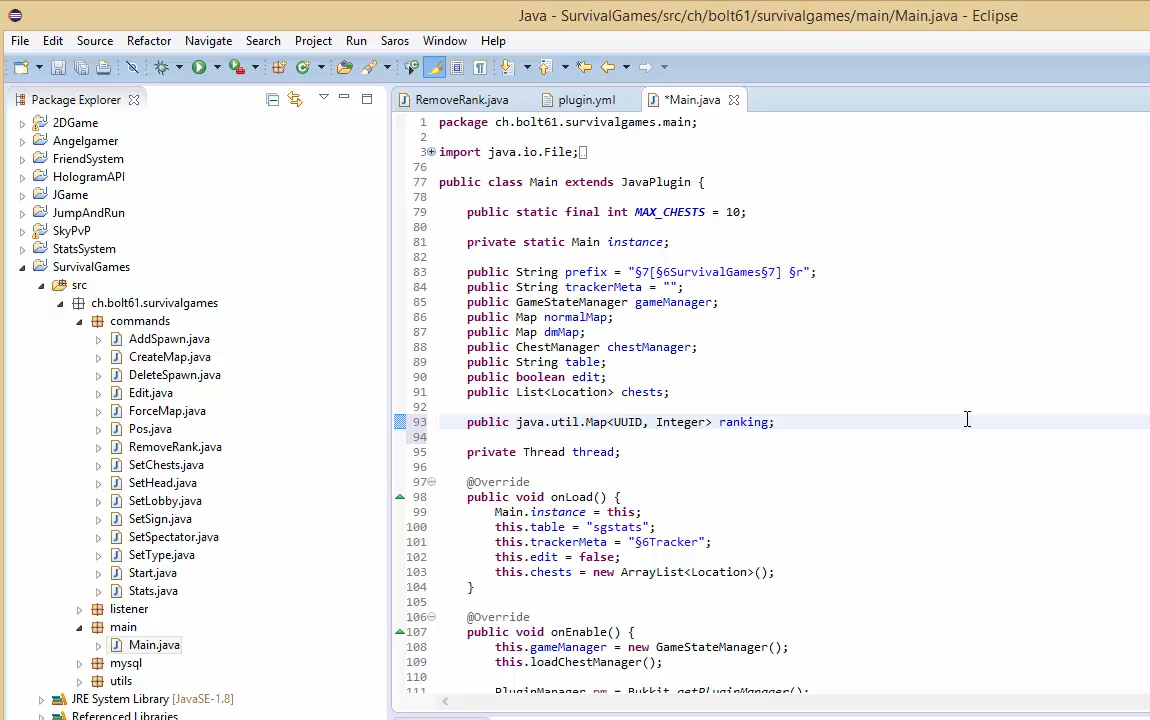 Java - SurvivalGames/src/ch/bolt61/survivalgames/main/Main.java - Eclipse
File Edit Source Refactor Navigate Search Project Run Saros Window Help
Package Explorer
RemoveRank.java plugin.yml *Main.java
2DGame
Angelgamer
FriendSystem
HologramAPI
JGame
JumpAndRun
SkyPvP
StatsSystem
SurvivalGames
src
ch.bolt61.survivalgames
commands
AddSpawn.java
CreateMap.java
DeleteSpawn.java
Edit.java
ForceMap.java
Pos.java
RemoveRank.java
SetChests.java
SetHead.java
SetLobby.java
SetSign.java
SetSpectator.java
SetType.java
Start.java
Stats.java
listener
main
Main.java
mysql
utils
JRE System Library [JavaSE-1.8]
Referenced Libraries
1 package ch.bolt61.survivalgames.main;
2
3 import java.io.File;
76
77 public class Main extends JavaPlugin {
78
79 public static final int MAX_CHESTS = 10;
80
81 private static Main instance;
82
83 public String prefix = "§7[§6SurvivalGames§7] §r";
84 public String trackerMeta = "";
85 public GameStateManager gameManager;
86 public Map normalMap;
87 public Map dmMap;
88 public ChestManager chestManager;
89 public String table;
90 public boolean edit;
91 public List<Location> chests;
92
93 public java.util.Map<UUID, Integer> ranking;
94
95 private Thread thread;
96
97 @Override
98 public void onLoad() {
99 Main.instance = this;
100 this.table = "sgstats";
101 this.trackerMeta = "§6Tracker";
102 this.edit = false;
103 this.chests = new ArrayList<Location>();
104 }
105
106 @Override
107 public void onEnable() {
108 this.gameManager = new GameStateManager();
109 this.loadChestManager();
110
111 PluginManager pm = Bukkit.getPluginManager();